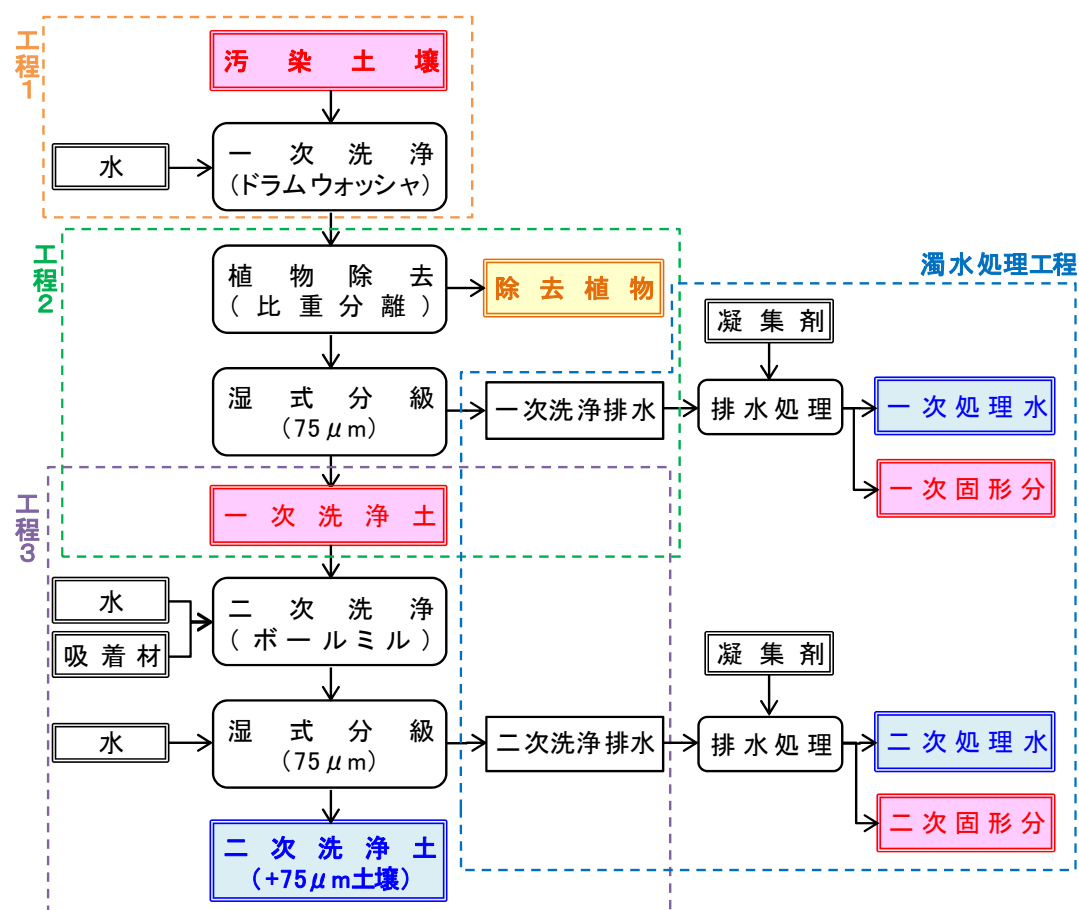 工程1
汚染土壌
水
一次洗浄
(ドラムウォッシャ)
工程2
植物除去
(比重分離)
除去植物
濁水処理工程
凝集剤
湿式分級
(75μm)
一次洗浄排水
排水処理
一次処理水
一次固形分
工程3
一次洗浄土
水
吸着材
二次洗浄
(ボールミル)
凝集剤
水
湿式分級
(75μm)
二次洗浄排水
排水処理
二次処理水
二次固形分
二次洗浄土
(+75μm土壌)